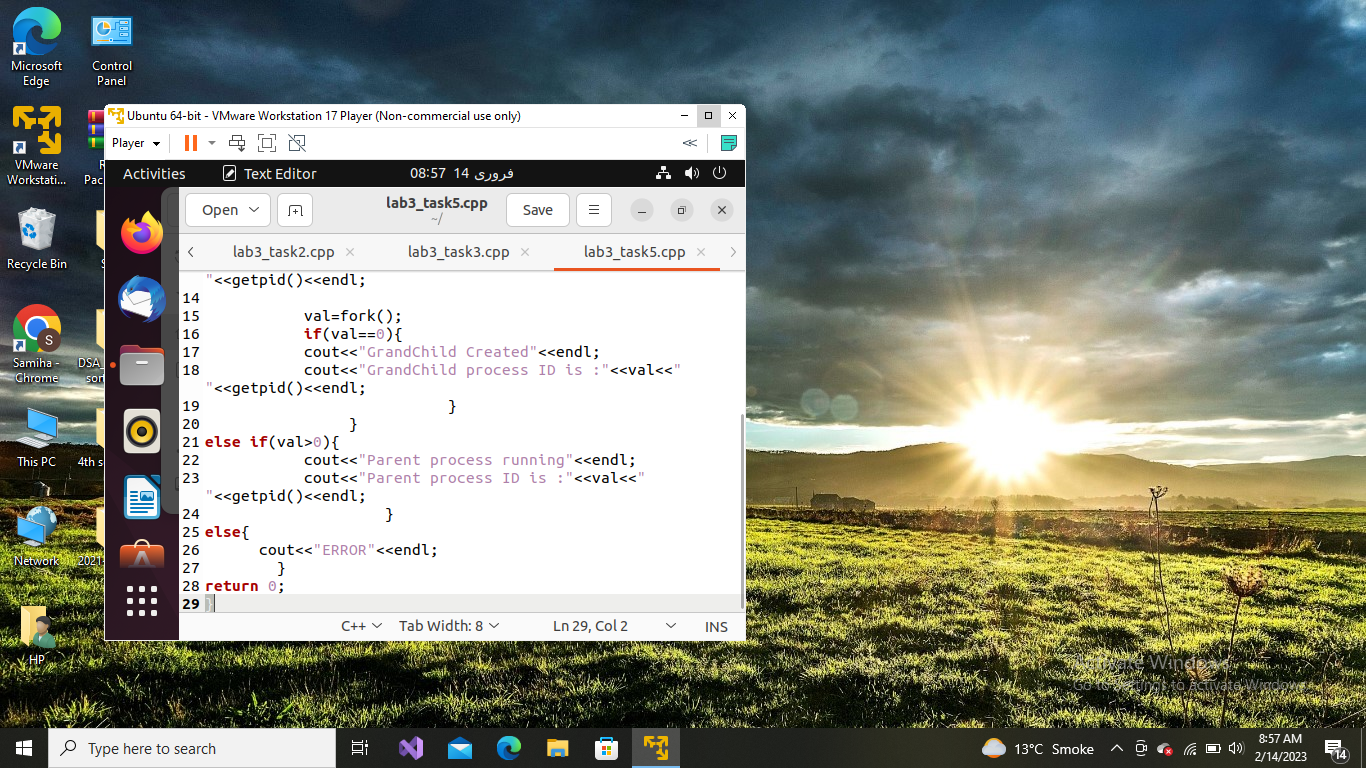 Microsoft
Edge
Control
Panel
VMware
Workstati...
R
Pac
Recycle Bin
S
Samiha -
Chrome
DSA_
sor
This PC
4th s
Network
2021
HP
Ubuntu 64-bit - VMware Workstation 17 Player (Non-commercial use only)
Player
Activities
Text Editor
08:57 14 فروری
Open
lab3_task5.cpp
~/
Save
lab3_task2.cpp
lab3_task3.cpp
lab3_task5.cpp
"<<getpid()<<endl;
14
15 val=fork();
16 if(val==0){
17 cout<<"GrandChild Created"<<endl;
18 cout<<"GrandChild process ID is :"<<val<<"
"<<getpid()<<endl;
19 }
20 }
21 else if(val>0){
22 cout<<"Parent process running"<<endl;
23 cout<<"Parent process ID is :"<<val<<"
"<<getpid()<<endl;
24 }
25 else{
26 cout<<"ERROR"<<endl;
27 }
28 return 0;
29 }
C++
Tab Width: 8
Ln 29, Col 2
INS
Activate Windows
Go to Settings to Activate Windows.
Type here to search
13°C Smoke
8:57 AM
2/14/2023
14